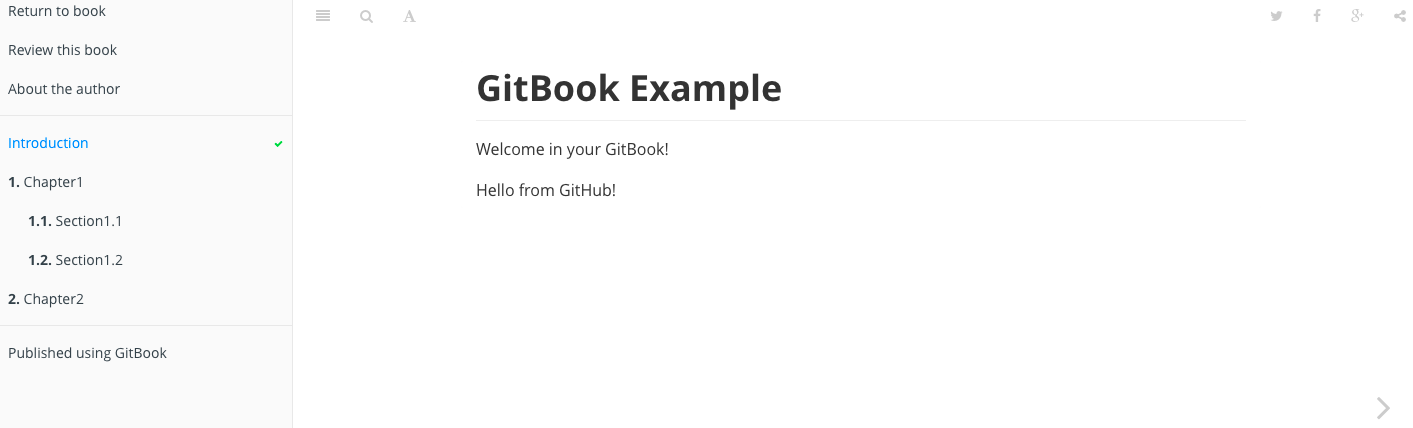 Return to book
Review this book
About the author
Introduction
1. Chapter1
1.1. Section1.1
1.2. Section1.2
2. Chapter2
Published using GitBook
A
GitBook Example
Welcome in your GitBook!
Hello from GitHub!